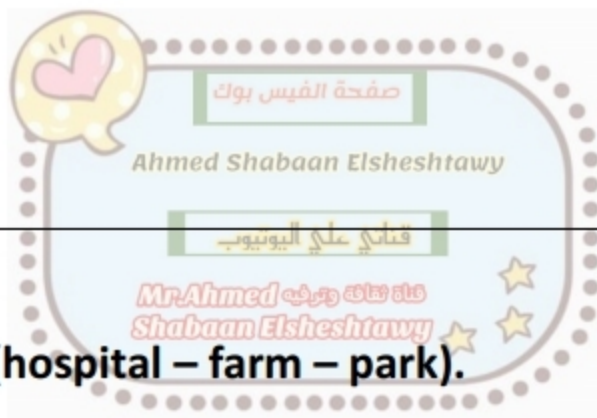 صفحة الفيس بوك
Ahmed Shabaan Elsheshtawy
قناتي علي اليوتيوب
قناة ثقافة وترفيه Mr.Ahmed
Shabaan Elsheshtawy
(hospital – farm – park).